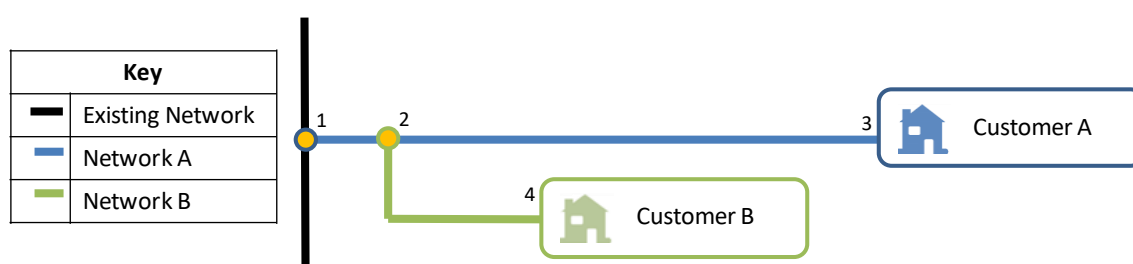 Key
Existing Network
Network A
Network B
1
2
3
Customer A
4
Customer B